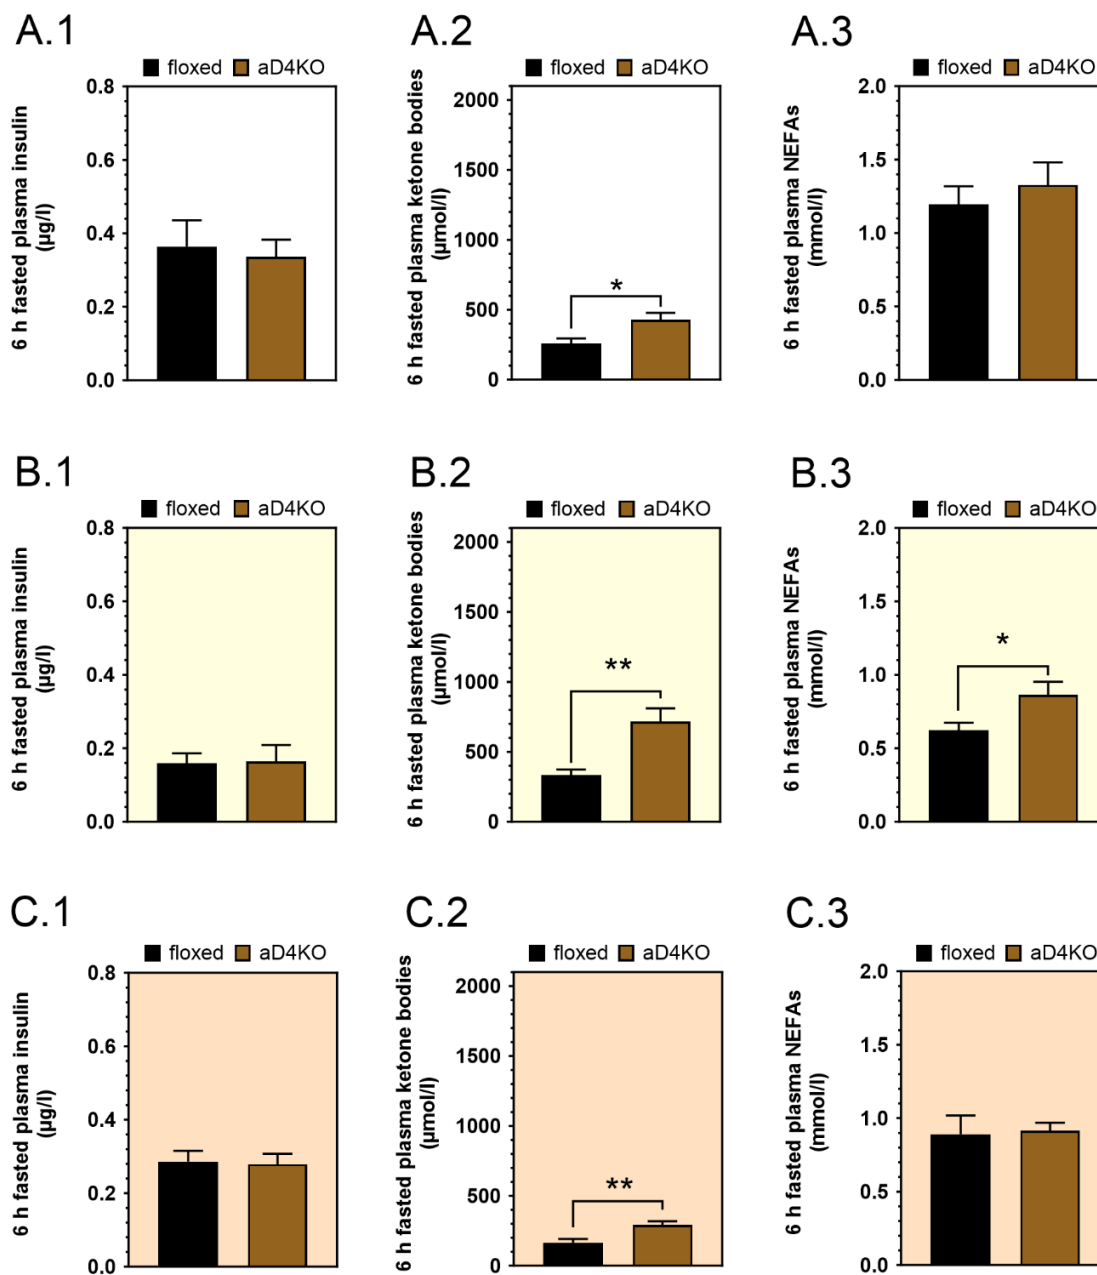 A.1
floxed aD4KO
6 h fasted plasma insulin
(µg/l)
0.8
0.6
0.4
0.2
0.0
A.2
floxed aD4KO
6 h fasted plasma ketone bodies
(µmol/l)
2000
1500
1000
500
0
*
A.3
floxed aD4KO
6 h fasted plasma NEFAs
(mmol/l)
2.0
1.5
1.0
0.5
0.0
B.1
floxed aD4KO
6 h fasted plasma insulin
(µg/l)
0.8
0.6
0.4
0.2
0.0
B.2
floxed aD4KO
6 h fasted plasma ketone bodies
(µmol/l)
2000
1500
1000
500
0
**
B.3
floxed aD4KO
6 h fasted plasma NEFAs
(mmol/l)
2.0
1.5
1.0
0.5
0.0
*
C.1
floxed aD4KO
6 h fasted plasma insulin
(µg/l)
0.8
0.6
0.4
0.2
0.0
C.2
floxed aD4KO
6 h fasted plasma ketone bodies
(µmol/l)
2000
1500
1000
500
0
**
C.3
floxed aD4KO
6 h fasted plasma NEFAs
(mmol/l)
2.0
1.5
1.0
0.5
0.0